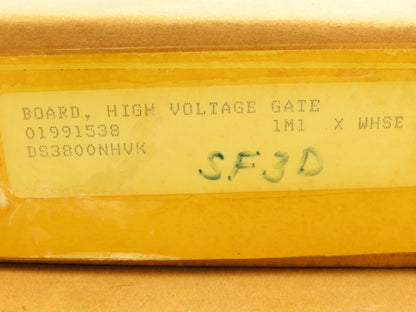 BOARD, HIGH VOLTAGE GATE
01991538 1M1 X WHSE
DS3800NHVK
SF3D